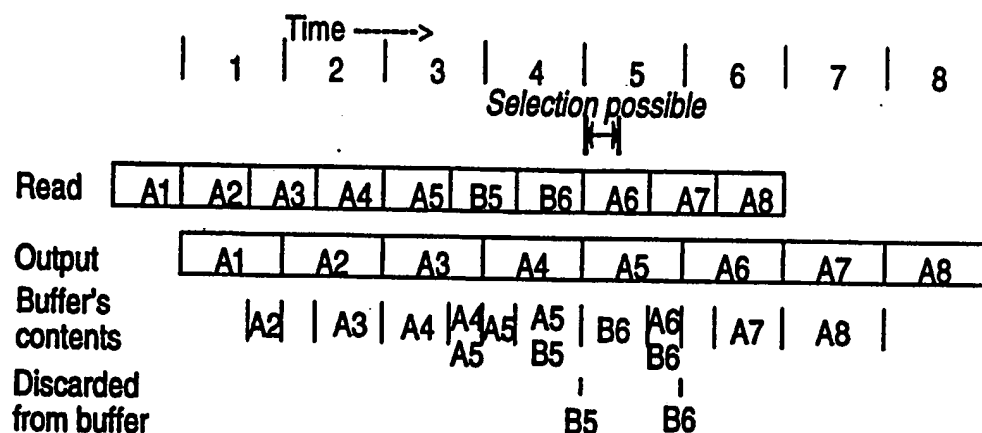 Time ----->
1 2 3 4 5 6 7 8
Selection possible
Read A1 A2 A3 A4 A5 B5 B6 A6 A7 A8
Output A1 A2 A3 A4 A5 A6 A7 A8
Buffer's
contents A2 A3 A4 A4 A5 A5 B6 A6 A7 A8
A5 B5 B6
Discarded
from buffer B5 B6